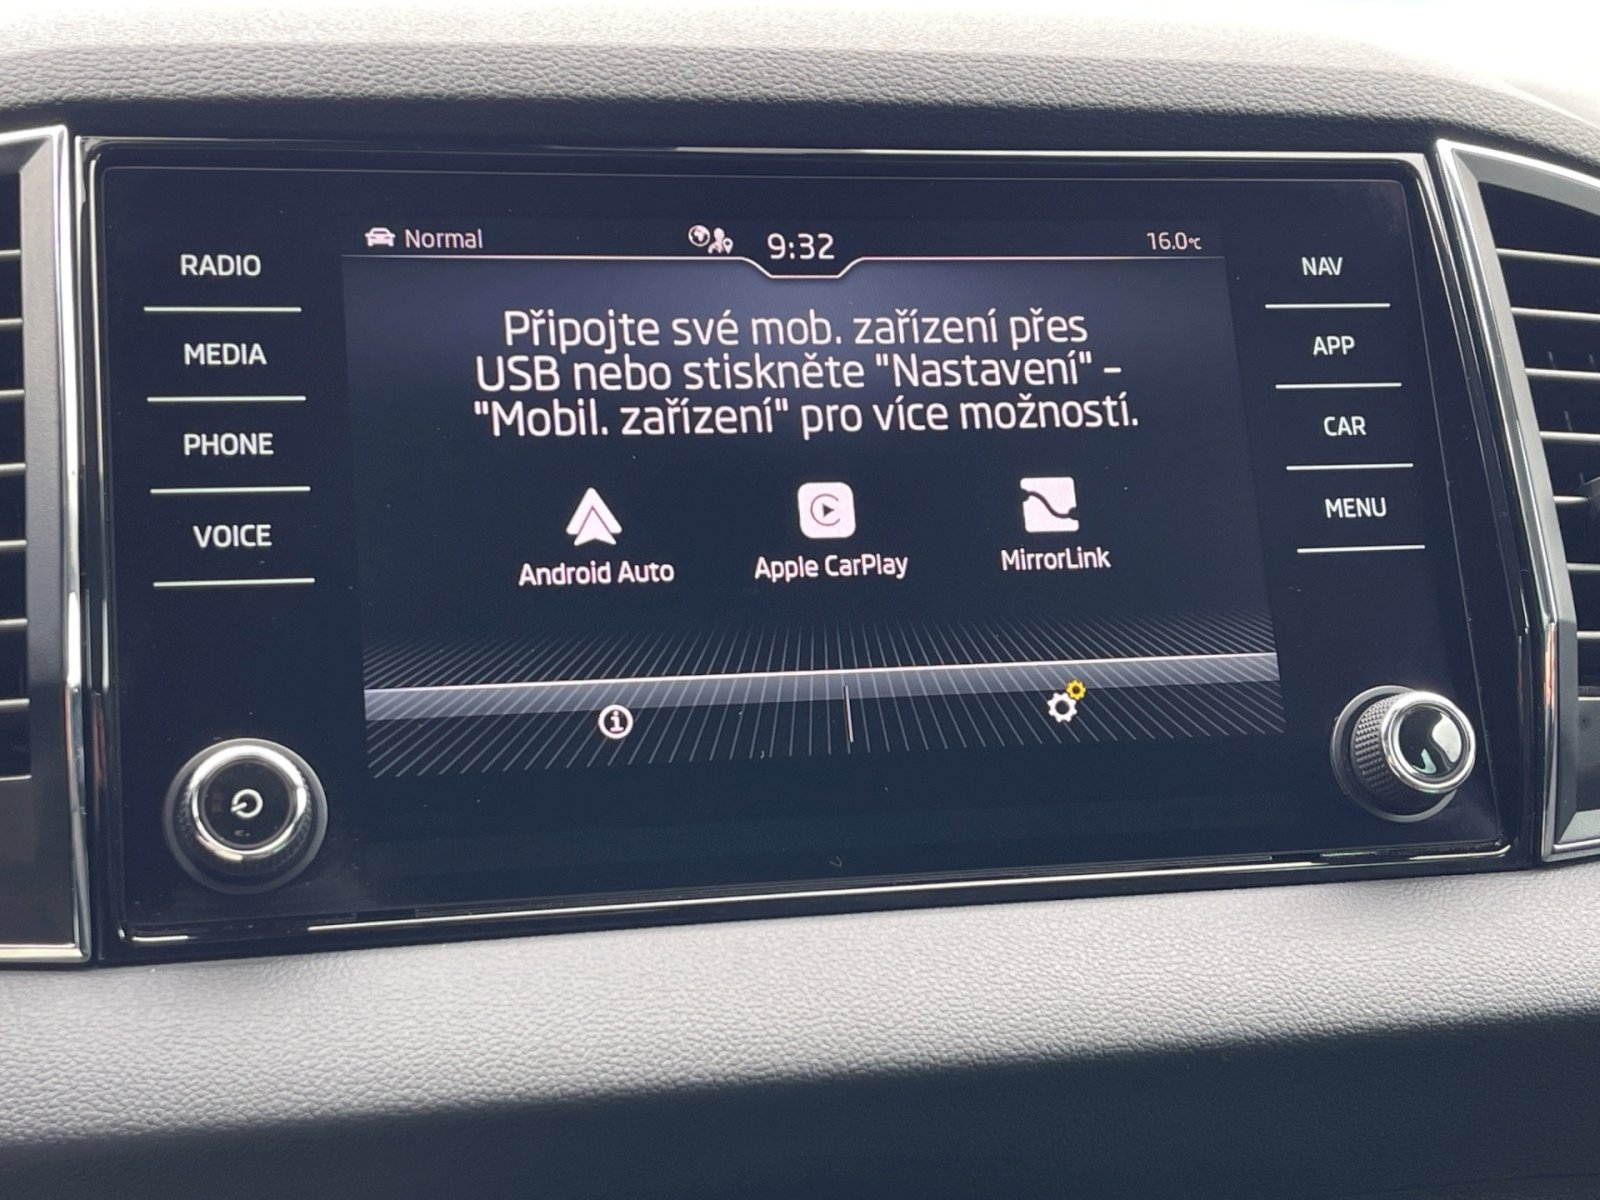 Normal
9:32
16.0°C
RADIO
MEDIA
PHONE
VOICE
Připojte své mob. zařízení přes
USB nebo stiskněte "Nastavení" –
"Mobil. zařízení" pro více možností.
Android Auto
Apple CarPlay
MirrorLink
NAV
APP
CAR
MENU